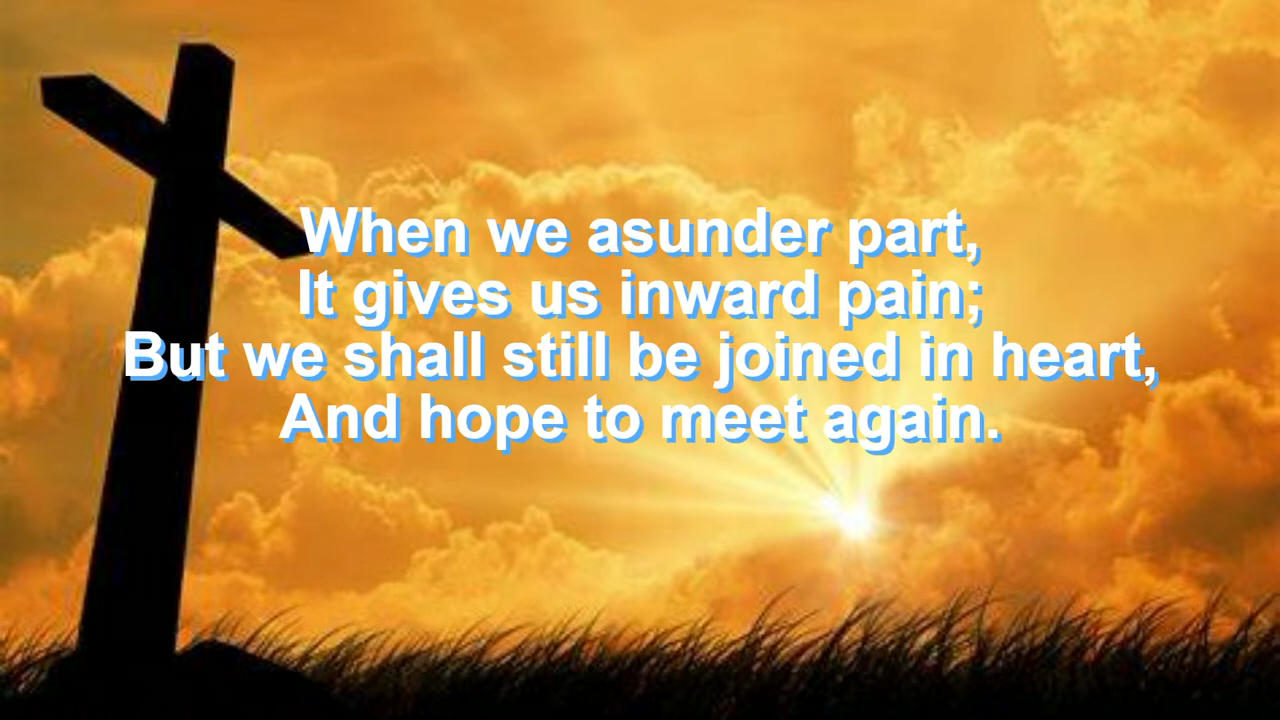 When we asunder part,
It gives us inward pain;
But we shall still be joined in heart,
And hope to meet again.